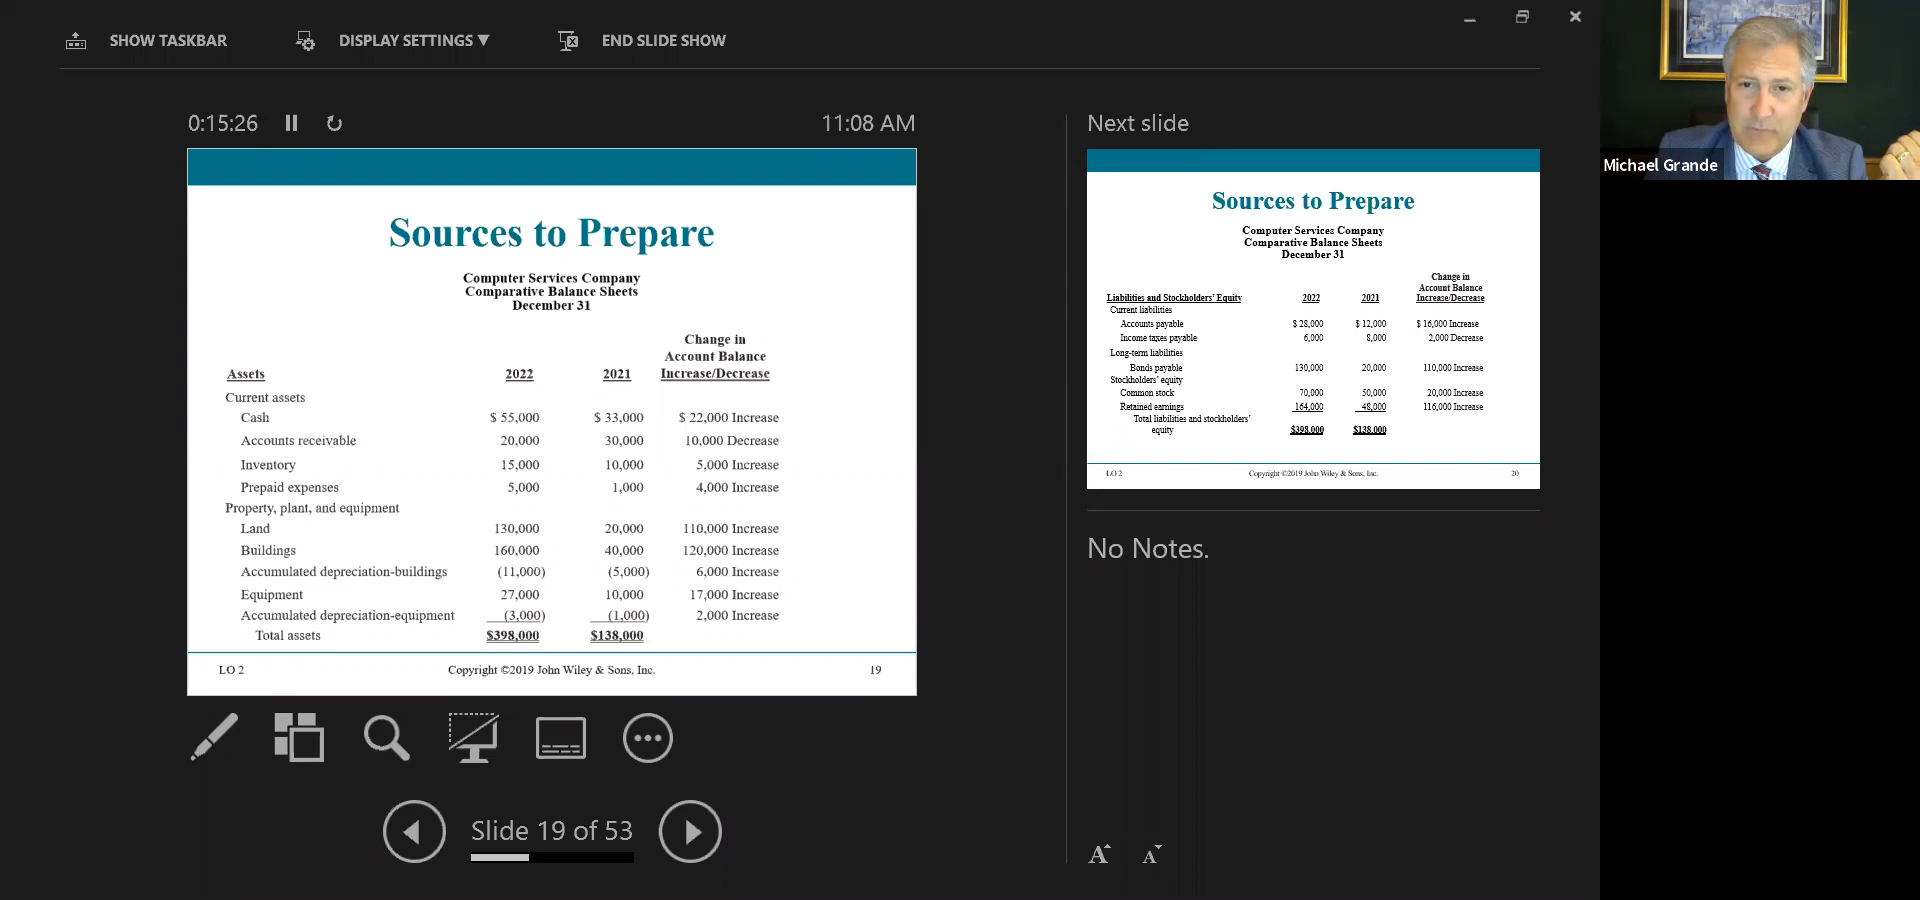 SHOW TASKBAR DISPLAY SETTINGS ▼ END SLIDE SHOW
0:15:26 11:08 AM
Sources to Prepare
Computer Services Company
Comparative Balance Sheets
December 31
Change in
Account Balance
Assets 2022 2021 Increase/Decrease
Current assets
Cash $ 55,000 $ 33,000 $ 22,000 Increase
Accounts receivable 20,000 30,000 10,000 Decrease
Inventory 15,000 10,000 5,000 Increase
Prepaid expenses 5,000 1,000 4,000 Increase
Property, plant, and equipment
Land 130,000 20,000 110,000 Increase
Buildings 160,000 40,000 120,000 Increase
Accumulated depreciation-buildings (11,000) (5,000) 6,000 Increase
Equipment 27,000 10,000 17,000 Increase
Accumulated depreciation-equipment (3,000) (1,000) 2,000 Increase
Total assets $398,000 $138,000
LO 2 Copyright ©2019 John Wiley & Sons, Inc. 19
Slide 19 of 53
Next slide
Sources to Prepare
Computer Services Company
Comparative Balance Sheets
December 31
Change in
Account Balance
Liabilities and Stockholders' Equity 2022 2021 Increase/Decrease
Current liabilities
Accounts payable $ 28,000 $ 12,000 $ 16,000 Increase
Income taxes payable 6,000 8,000 2,000 Decrease
Long-term liabilities
Bonds payable 130,000 20,000 110,000 Increase
Stockholders' equity
Common stock 70,000 50,000 20,000 Increase
Retained earnings 164,000 48,000 116,000 Increase
Total liabilities and stockholders'
equity $398,000 $138,000
LO 2 Copyright ©2019 John Wiley & Sons, Inc. 20
No Notes.
A A
Michael Grande